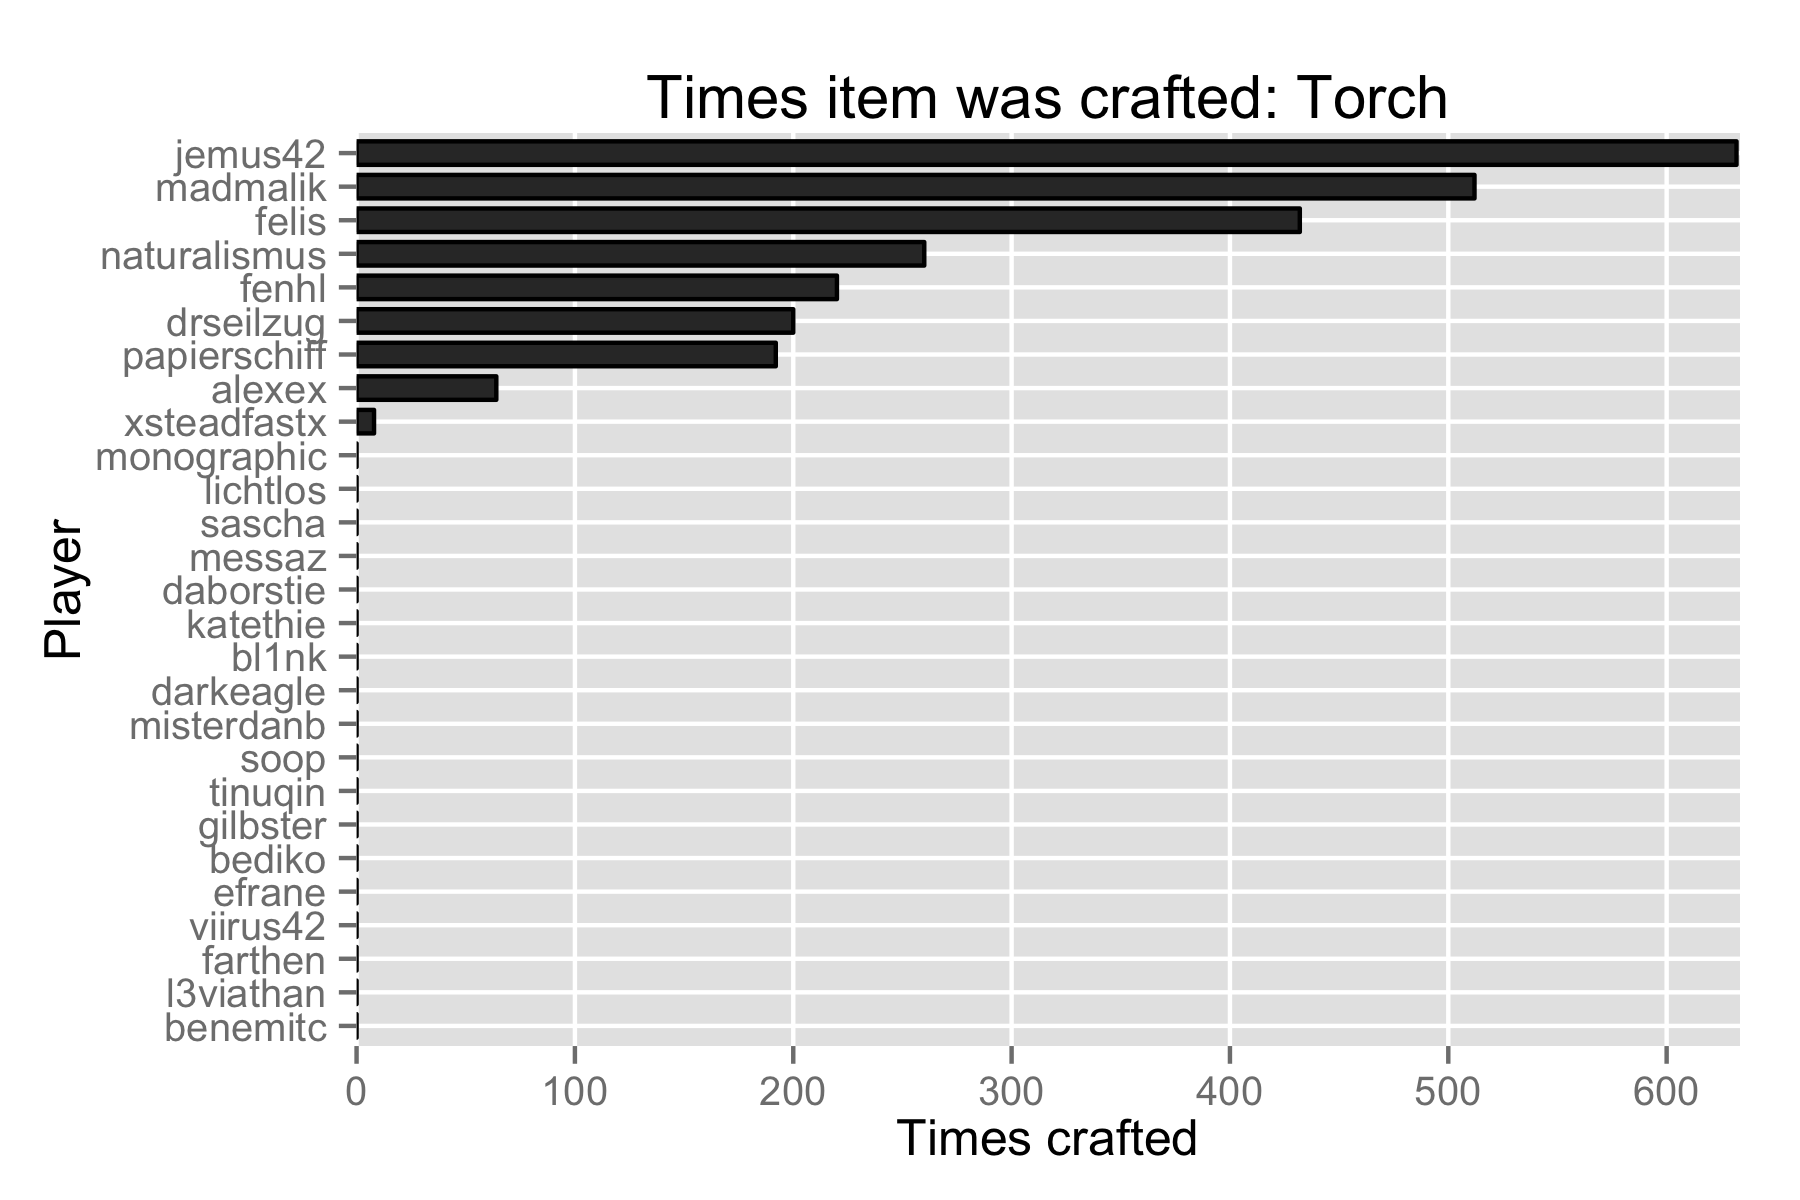 Times item was crafted: Torch
jemus42
madmalik
felis
naturalismus
fenhl
drseilzug
papierschiff
alexex
xsteadfastx
monographic
lichtlos
sascha
messaz
daborstie
katethie
bl1nk
darkeagle
misterdanb
soop
tinuqin
gilbster
bediko
efrane
viirus42
farthen
l3viathan
benemitc
Player
0 100 200 300 400 500 600
Times crafted